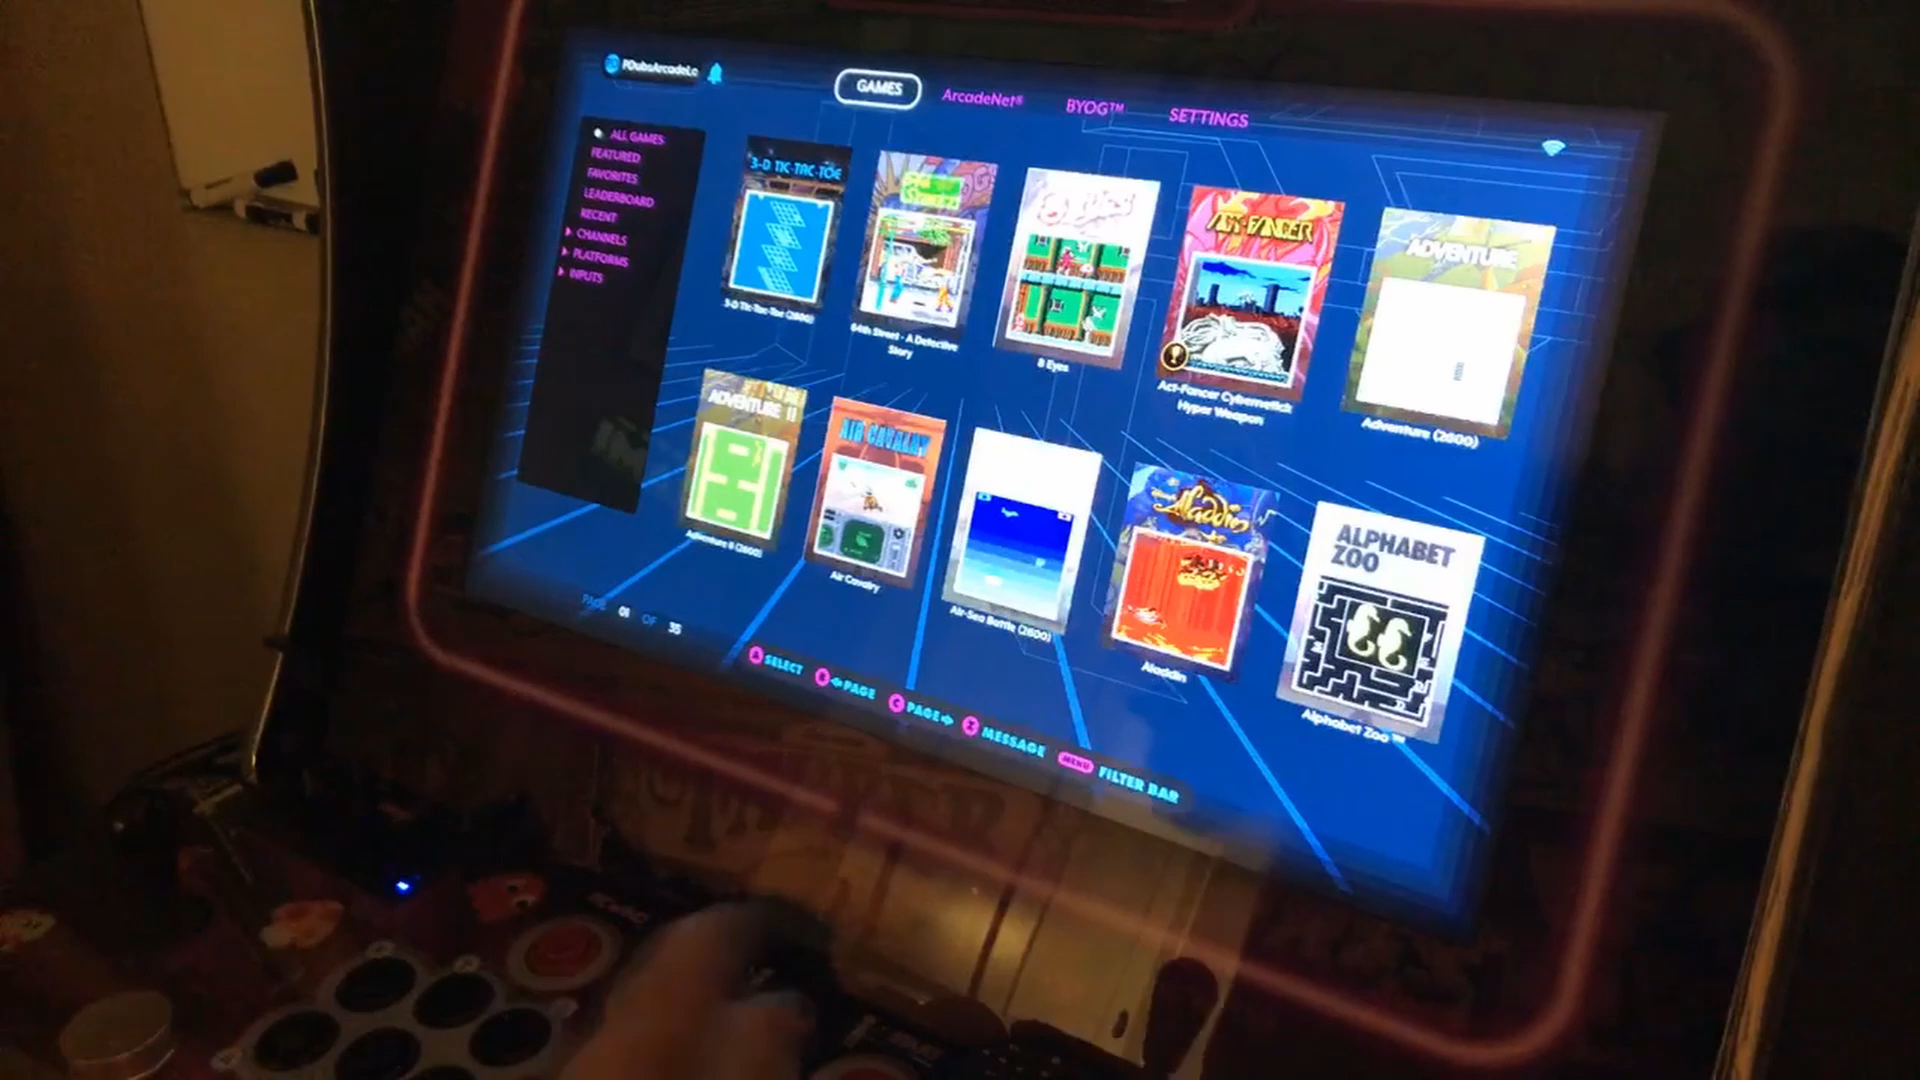 PDubsArcadeLo
GAMES
ArcadeNet®
BYOG™
SETTINGS
ALL GAMES
FEATURED
FAVORITES
LEADERBOARD
RECENT
CHANNELS
PLATFORMS
INPUTS
3-D TIC-TAC-TOE
ACT-FANCER
ADVENTURE
3-D Tic-Tac-Toe (2600)
64th Street - A Detective
Story
8 Eyes
Act-Fancer Cybernetick
Hyper Weapon
Adventure (2600)
ADVENTURE II
AIR CAVALRY
Aladdin
ALPHABET
ZOO
Adventure II (2600)
Air Cavalry
Air-Sea Battle (2600)
Aladdin
Alphabet Zoo™
PAGE 01 OF 35
A SELECT
PAGE
C PAGE
MESSAGE
MENU FILTER BAR